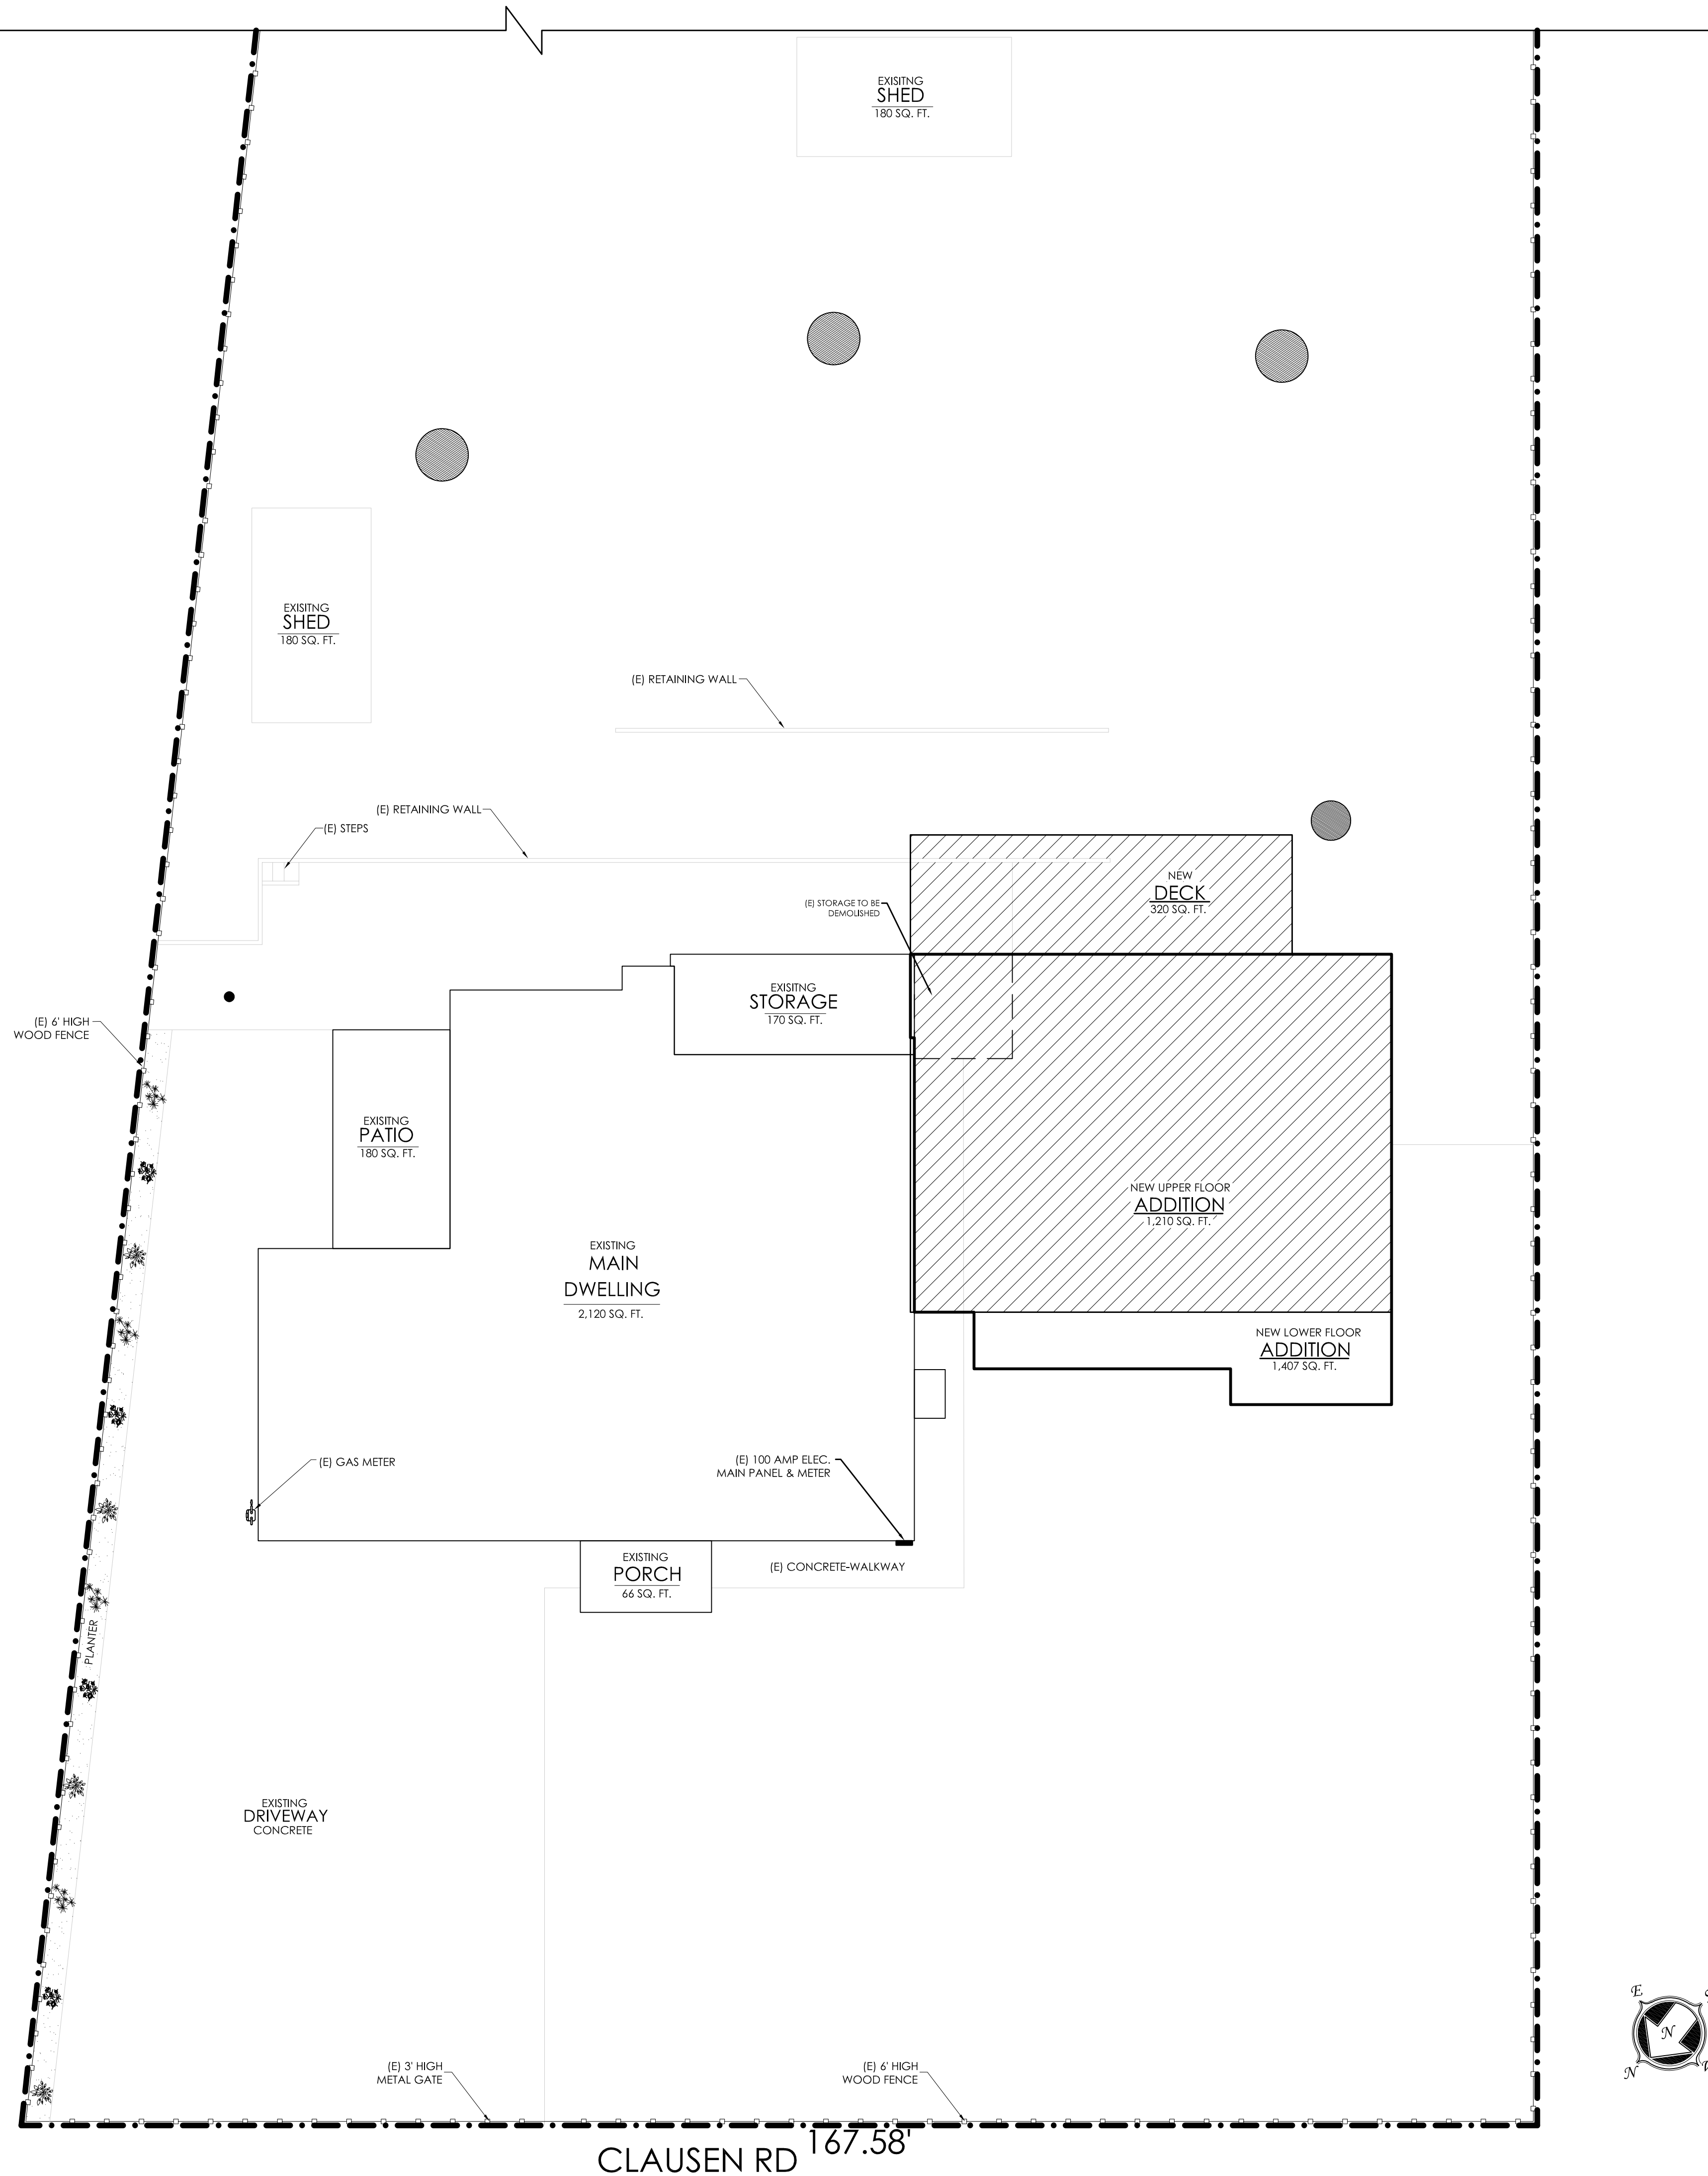 EXISITNG
SHED
180 SQ. FT.
EXISITNG
SHED
180 SQ. FT.
(E) RETAINING WALL
(E) RETAINING WALL
(E) STEPS
NEW
DECK
320 SQ. FT.
(E) STORAGE TO BE
DEMOLISHED
EXISITNG
STORAGE
170 SQ. FT.
(E) 6' HIGH
WOOD FENCE
EXISITNG
PATIO
180 SQ. FT.
NEW UPPER FLOOR
ADDITION
1,210 SQ. FT.
EXISTING
MAIN
DWELLING
2,120 SQ. FT.
NEW LOWER FLOOR
ADDITION
1,407 SQ. FT.
(E) GAS METER
(E) 100 AMP ELEC.
MAIN PANEL & METER
EXISTING
PORCH
66 SQ. FT.
(E) CONCRETE-WALKWAY
PLANTER
EXISTING
DRIVEWAY
CONCRETE
E
N
N
(E) 3' HIGH
METAL GATE
(E) 6' HIGH
WOOD FENCE
167.58'
CLAUSEN RD